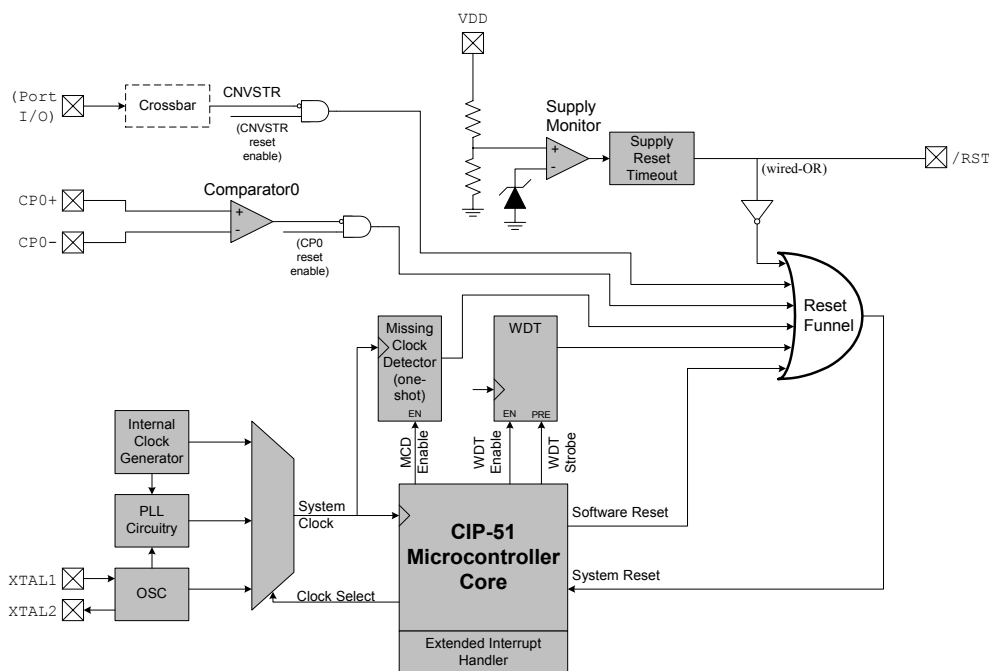 VDD
(Port
I/O)
Crossbar
CNVSTR
(CNVSTR
reset
enable)
Supply
Monitor
+
-
Supply
Reset
Timeout
(wired-OR)
/RST
CP0+
CP0-
Comparator0
+
-
(CP0
reset
enable)
Reset
Funnel
Missing
Clock
Detector
(one-
shot)
EN
WDT
EN
PRE
MCD
Enable
WDT
Enable
WDT
Strobe
Internal
Clock
Generator
PLL
Circuitry
OSC
XTAL1
XTAL2
System
Clock
Clock Select
CIP-51
Microcontroller
Core
Extended Interrupt
Handler
Software Reset
System Reset